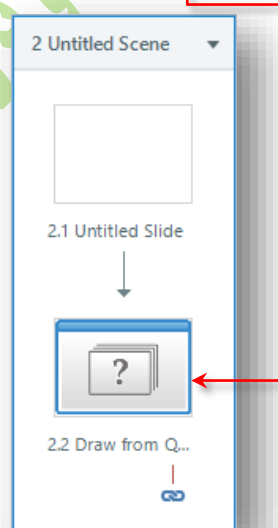 2 Untitled Scene
2.1 Untitled Slide
?
2.2 Draw from Q...